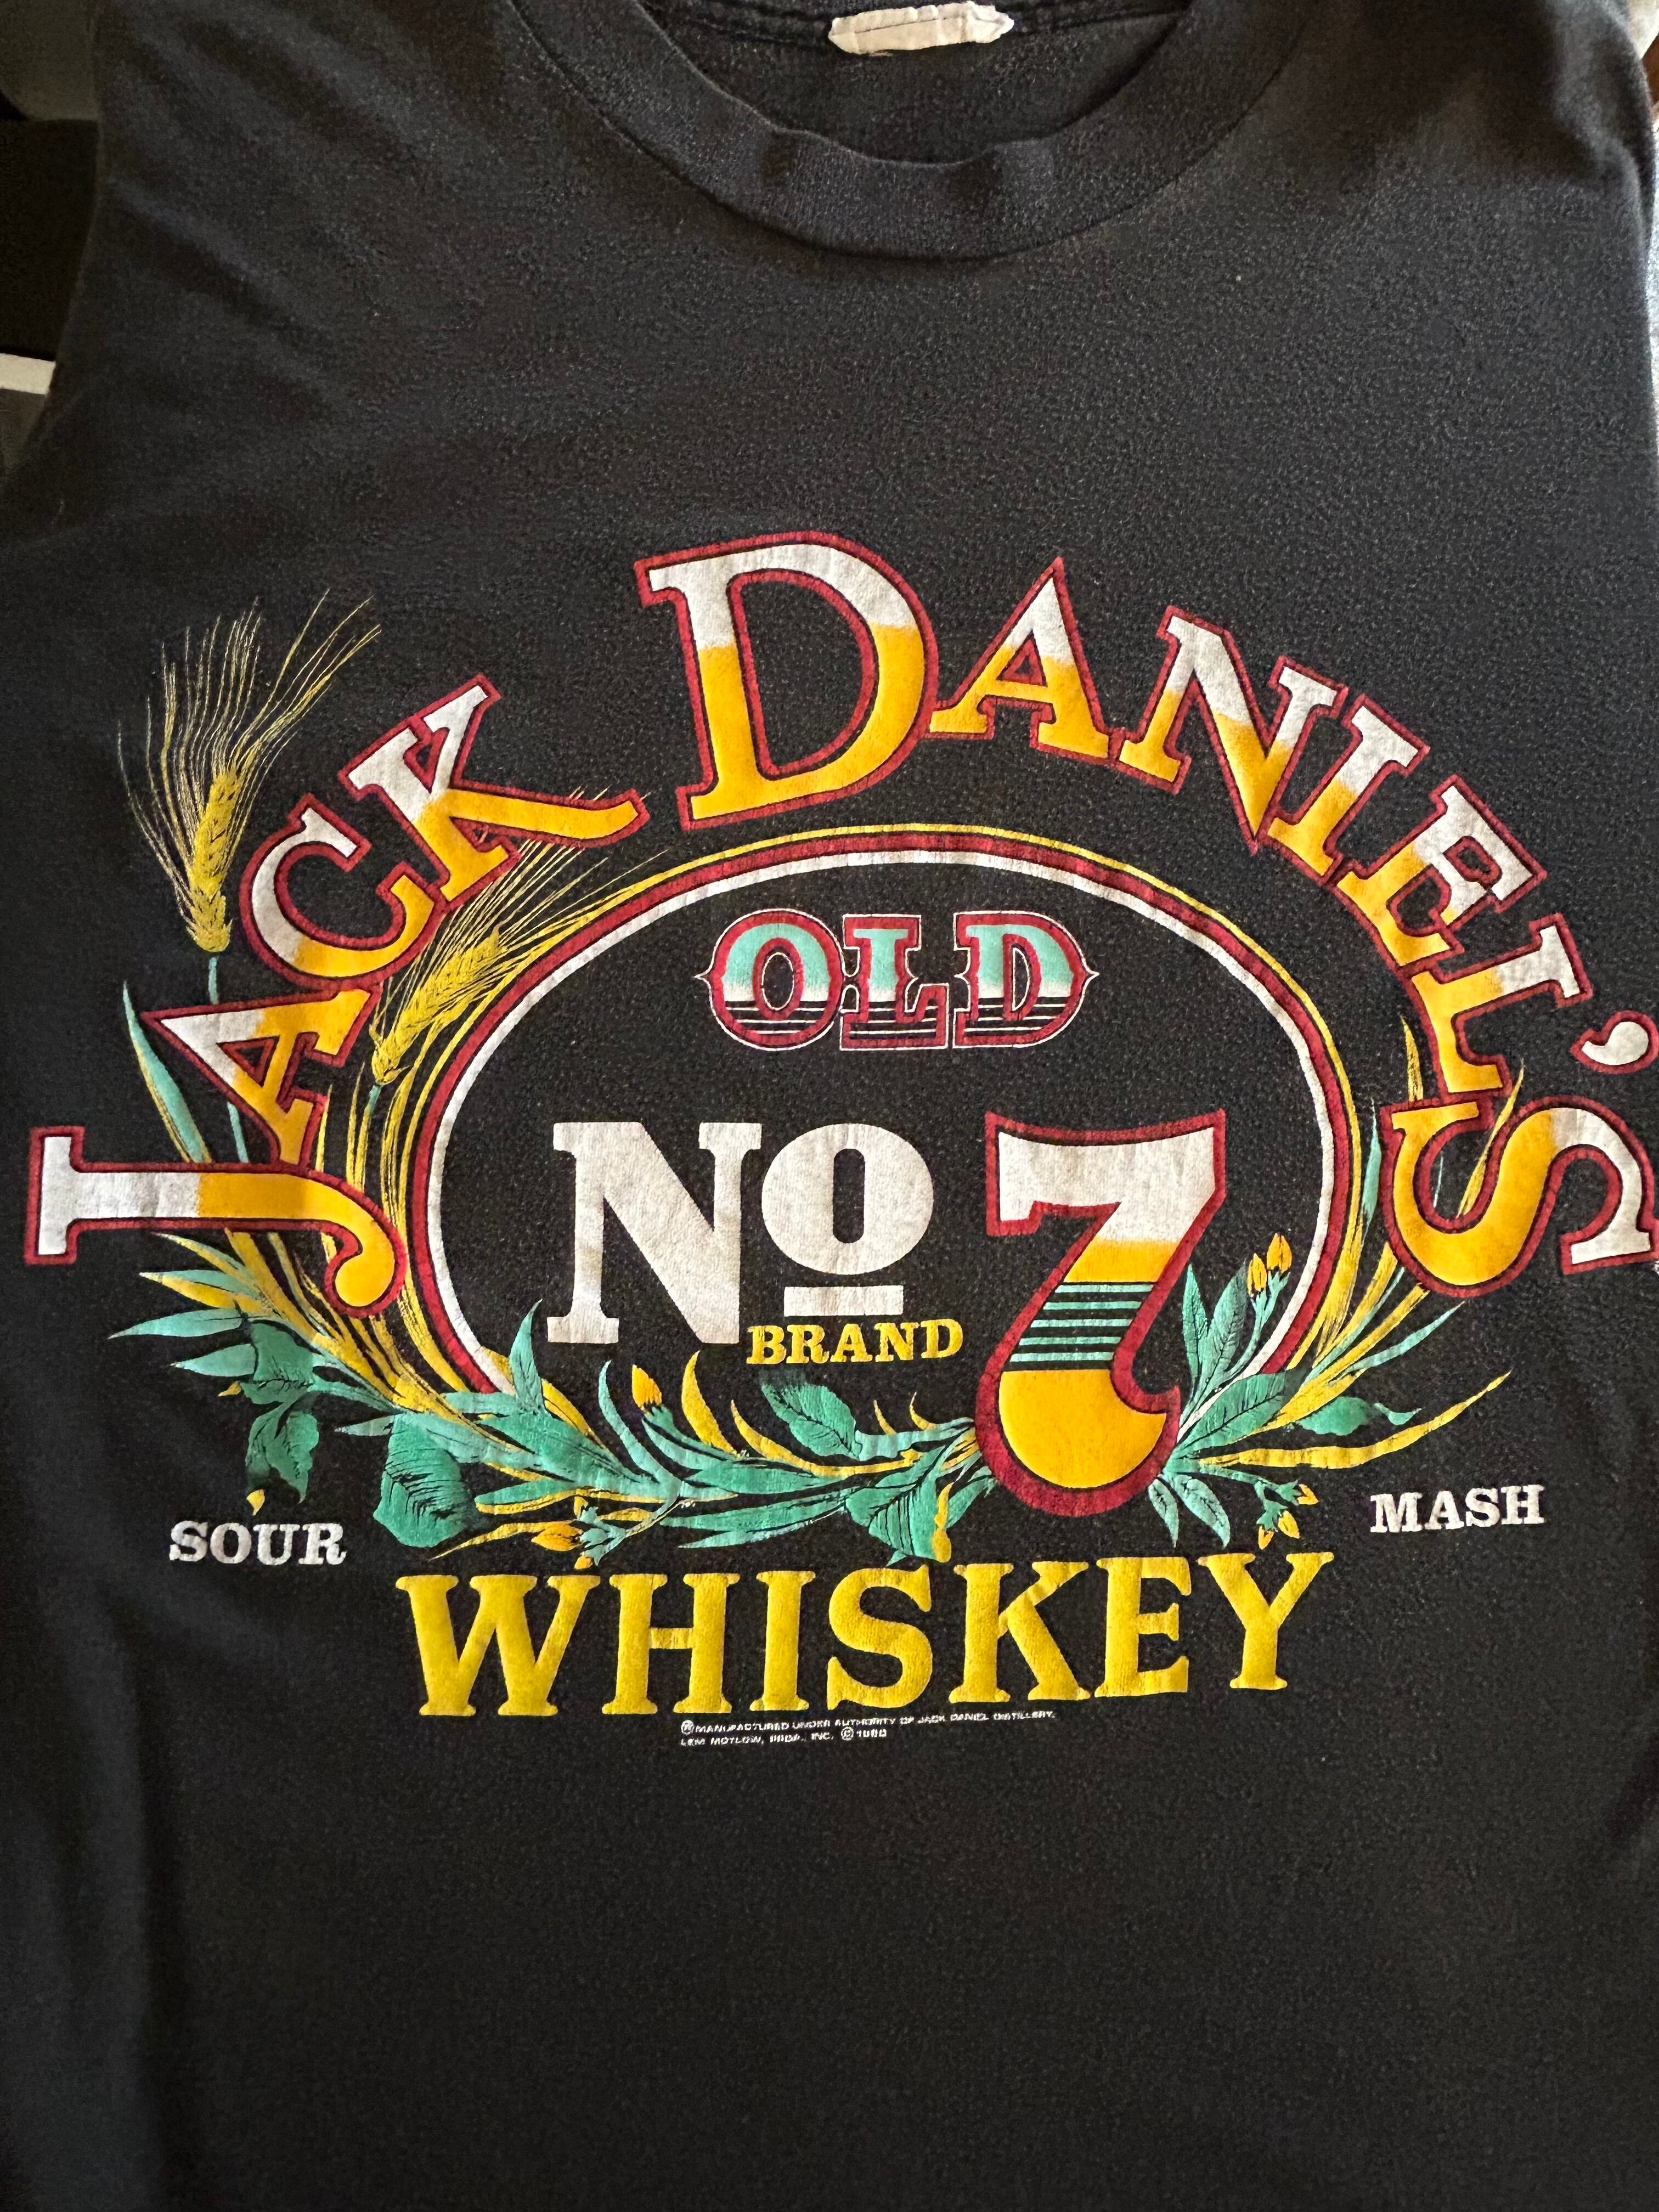 JACK DANIEL'S
OLD
No 7
BRAND
SOUR MASH
WHISKEY
® MANUFACTURED UNDER AUTHORITY OF JACK DANIEL DISTILLERY.
LEM MOTLOW, PROP., INC. ©